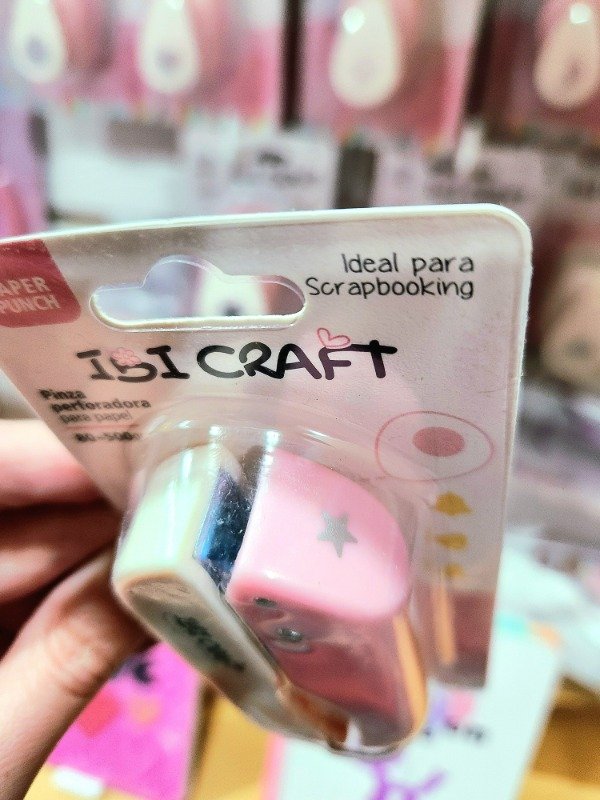 PAPER
PUNCH
Ideal para
Scrapbooking
IBI CRAFT
Pinza
perforadora
para papel